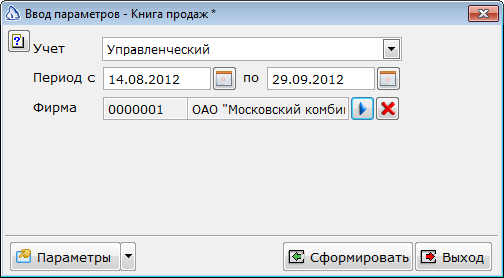 Ввод параметров - Книга продаж *
Учет Управленческий
Период с 14.08.2012 по 29.09.2012
Фирма 0000001 ОАО "Московский комби
Параметры Сформировать Выход